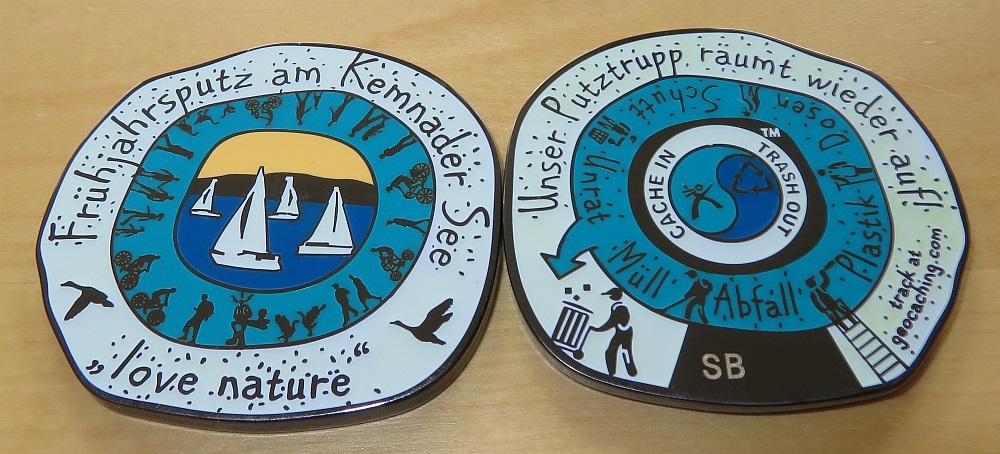 Frühjahrsputz am Kemnader See
„love nature“
Unser Putztrupp räumt wieder auf
Unrat Schutt Dosen Plastik Abfall Müll
CACHE IN TRASH OUT ™
track at
geocaching.com
SB